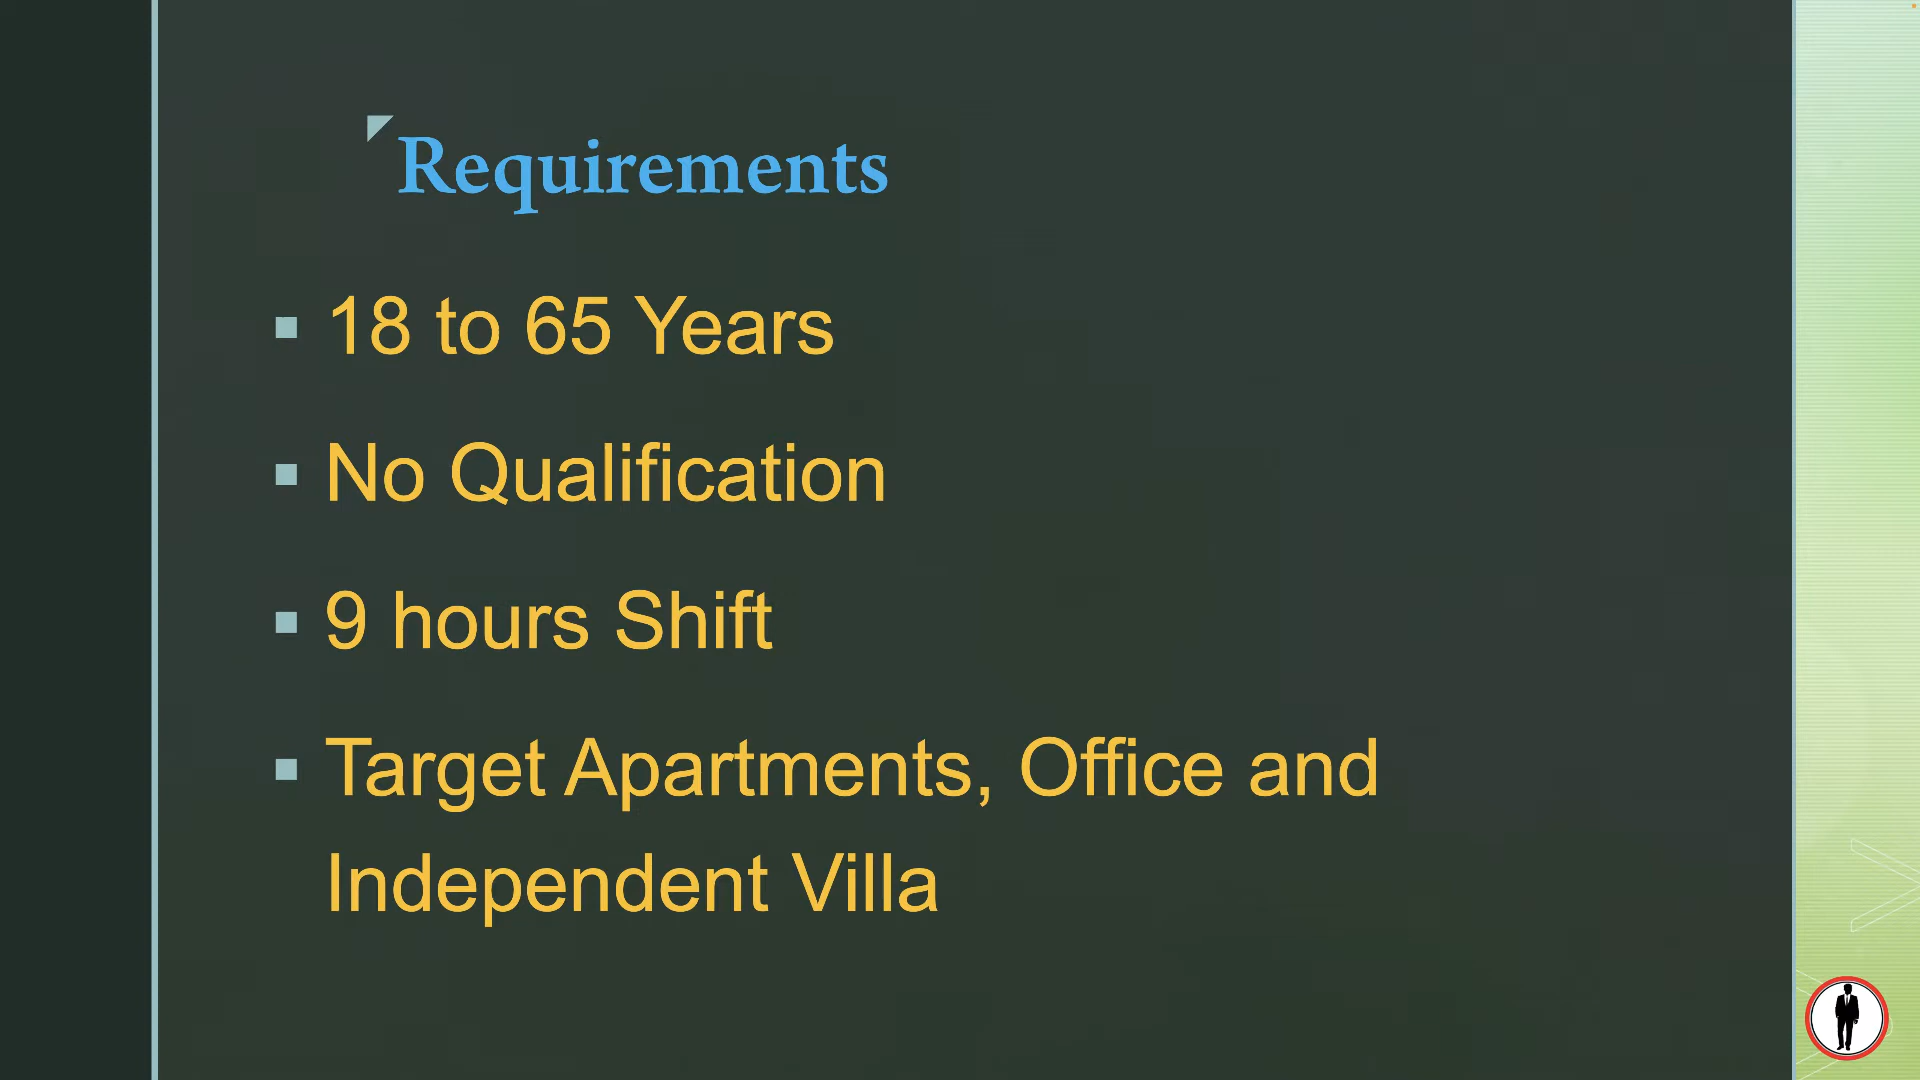 Requirements
18 to 65 Years
No Qualification
9 hours Shift
Target Apartments, Office and
Independent Villa